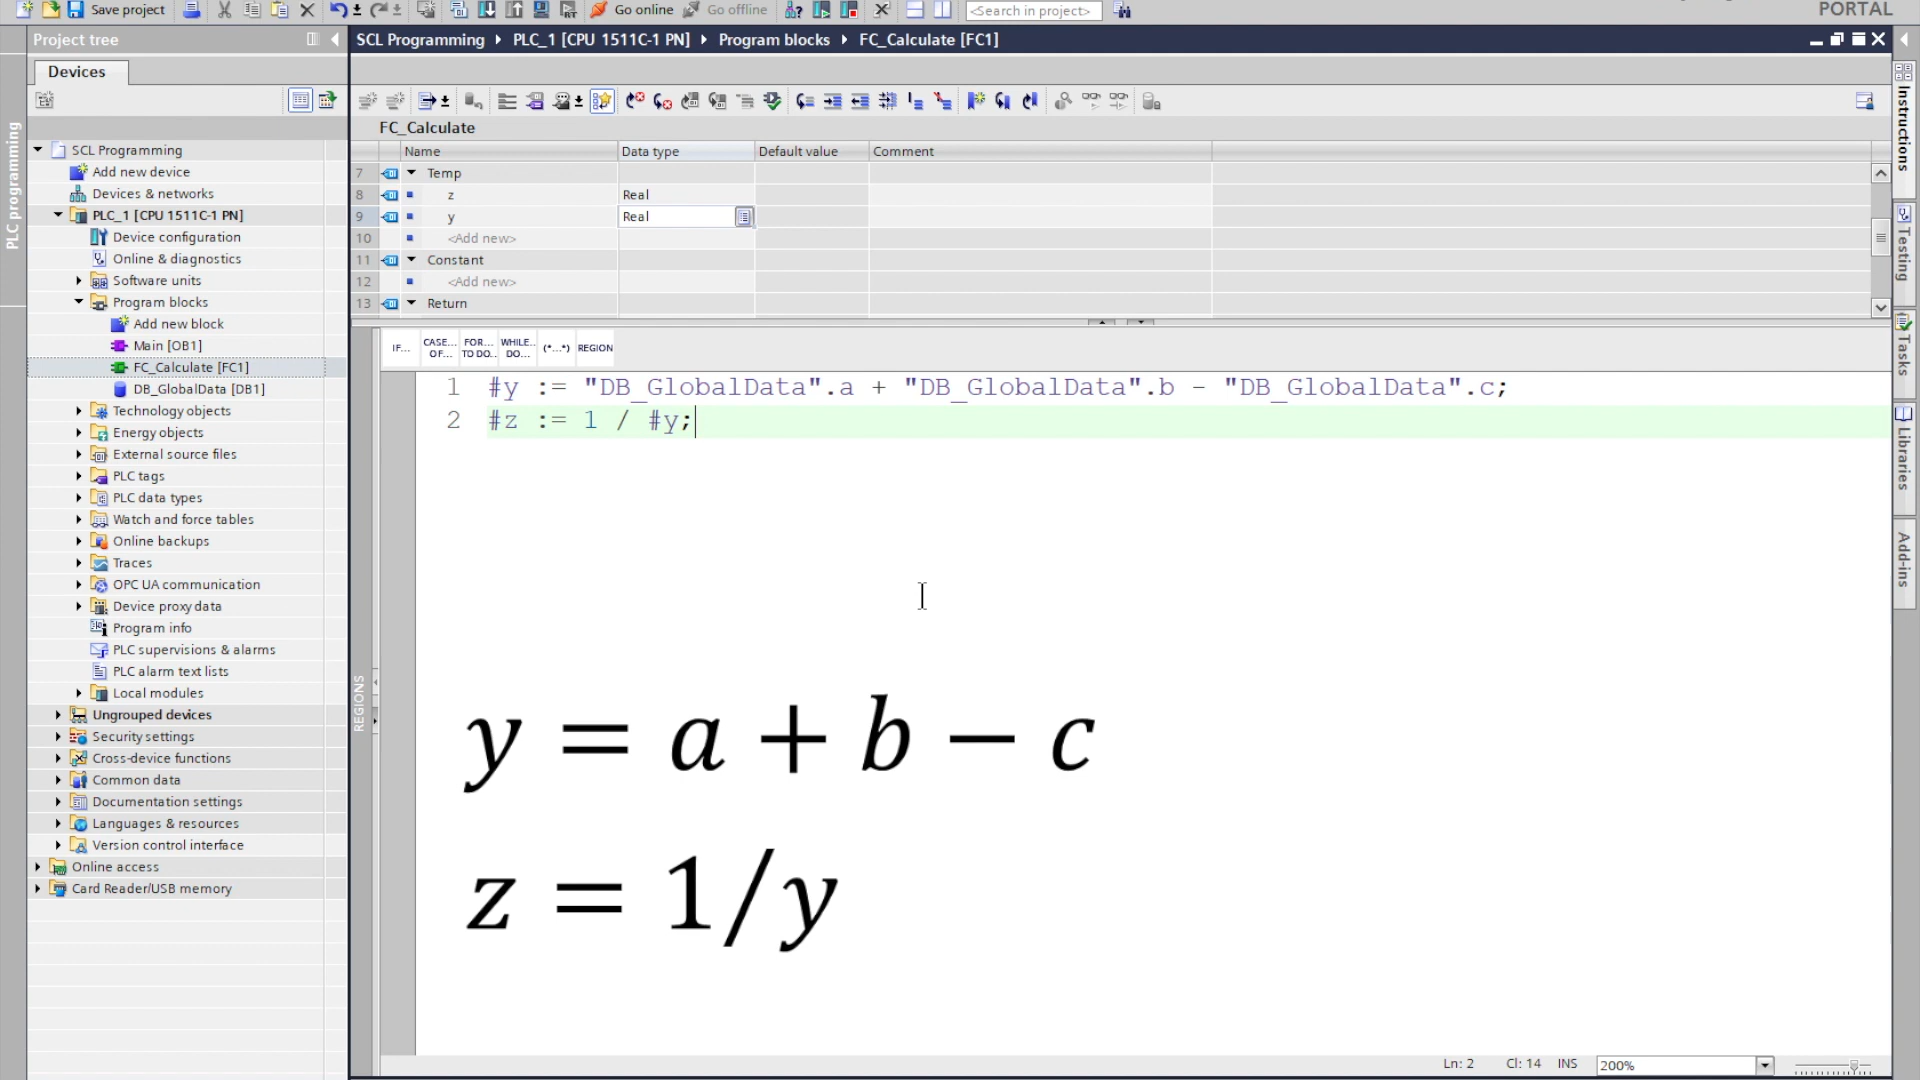 Save project
Go online
Go offline
<Search in project>
PORTAL
Project tree
SCL Programming
PLC_1 [CPU 1511C-1 PN]
Program blocks
FC_Calculate [FC1]
Devices
PLC programming
SCL Programming
Add new device
Devices & networks
PLC_1 [CPU 1511C-1 PN]
Device configuration
Online & diagnostics
Software units
Program blocks
Add new block
Main [OB1]
FC_Calculate [FC1]
DB_GlobalData [DB1]
Technology objects
Energy objects
External source files
PLC tags
PLC data types
Watch and force tables
Online backups
Traces
OPC UA communication
Device proxy data
Program info
PLC supervisions & alarms
PLC alarm text lists
Local modules
Ungrouped devices
Security settings
Cross-device functions
Common data
Documentation settings
Languages & resources
Version control interface
Online access
Card Reader/USB memory
FC_Calculate
Name Data type Default value Comment
7 Temp
8 z Real
9 y Real
10 <Add new>
11 Constant
12 <Add new>
13 Return
IF... CASE... OF... FOR... TO DO.. WHILE.. DO... (*...*) REGION
1 #y := "DB_GlobalData".a + "DB_GlobalData".b - "DB_GlobalData".c;
2 #z := 1 / #y;
REGIONS
y = a + b − c
z = 1/y
Ln: 2 Cl: 14 INS 200%
Instructions
Testing
Tasks
Libraries
Add-ins